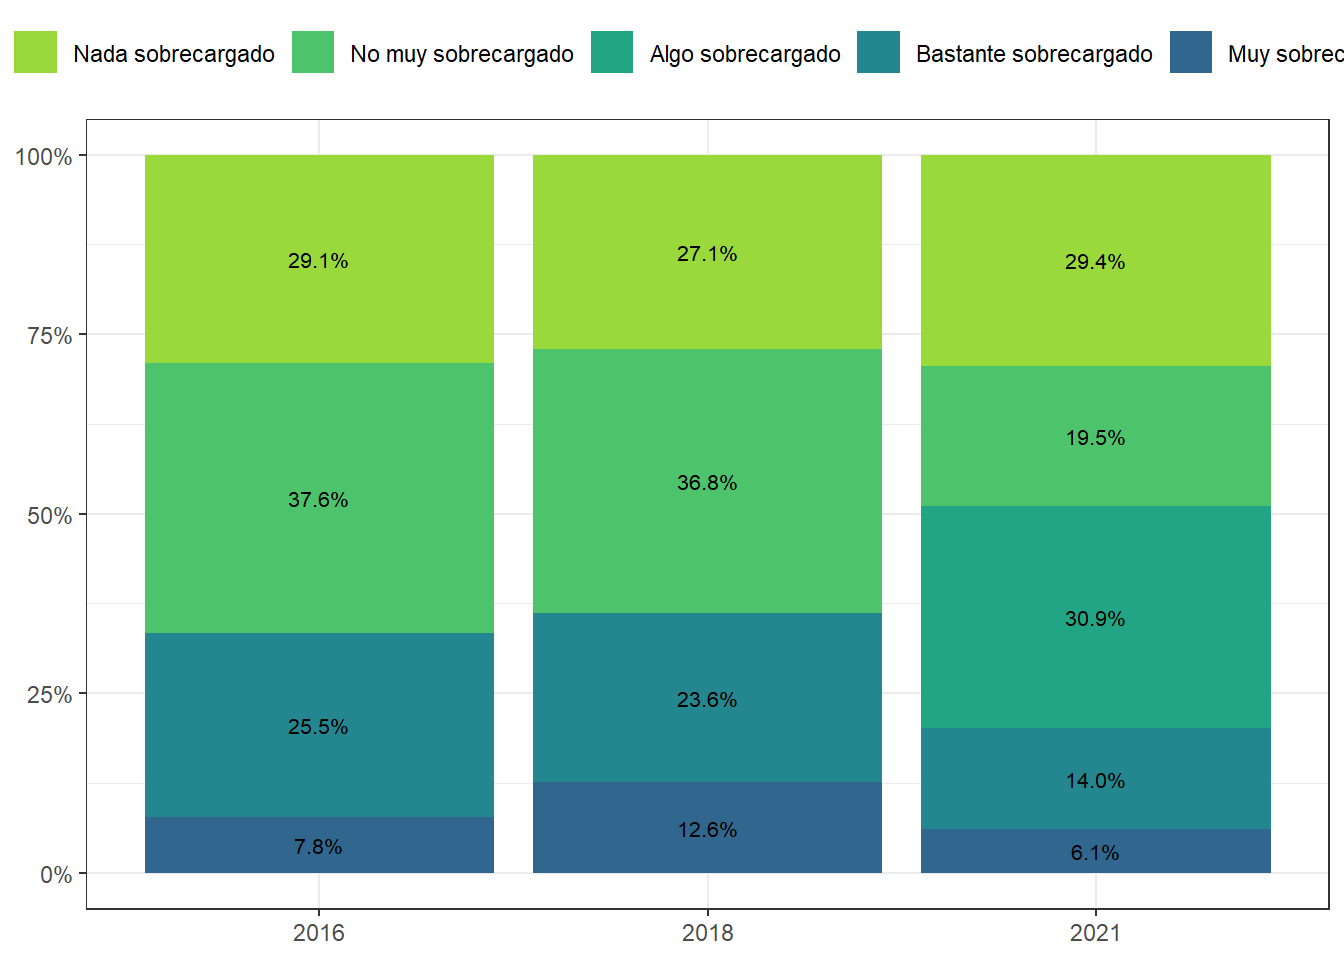 Nada sobrecargado No muy sobrecargado Algo sobrecargado Bastante sobrecargado Muy sobrec
100%
29.1% 27.1% 29.4%
75%
37.6% 36.8% 19.5%
50%
30.9%
25%
25.5% 23.6% 14.0%
7.8% 12.6% 6.1%
0%
2016 2018 2021